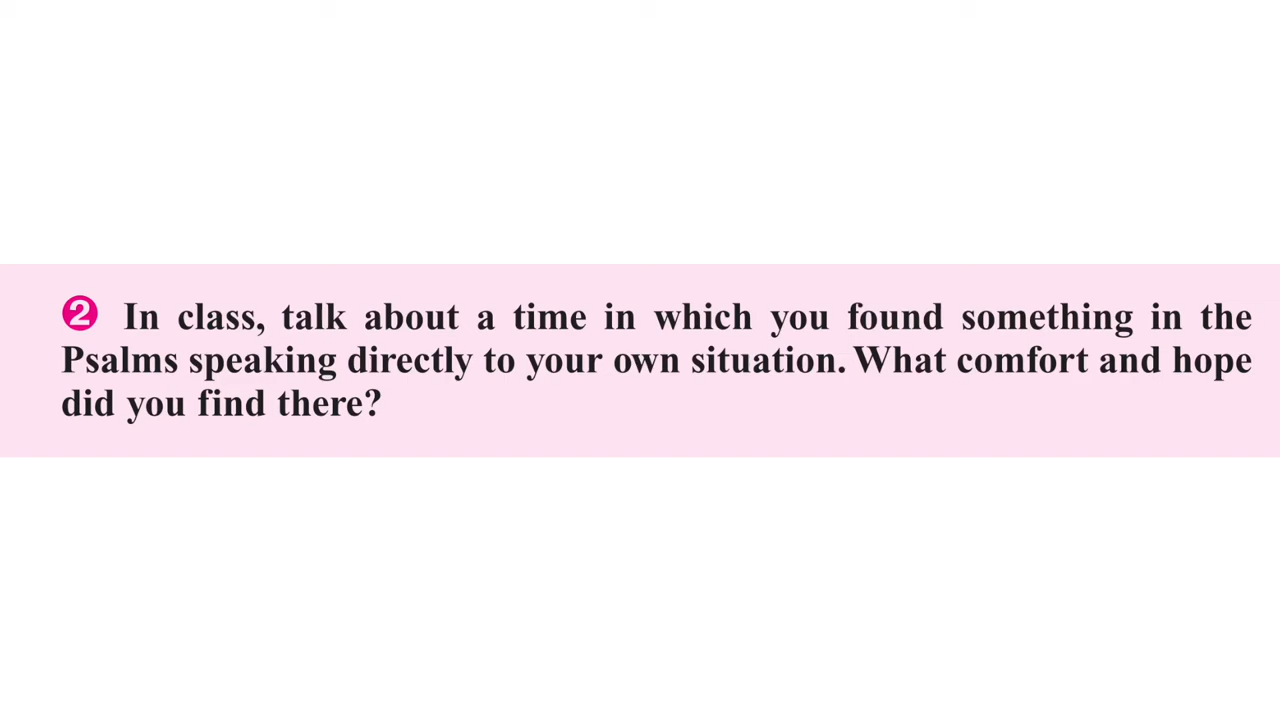 ❷ In class, talk about a time in which you found something in the
Psalms speaking directly to your own situation. What comfort and hope
did you find there?